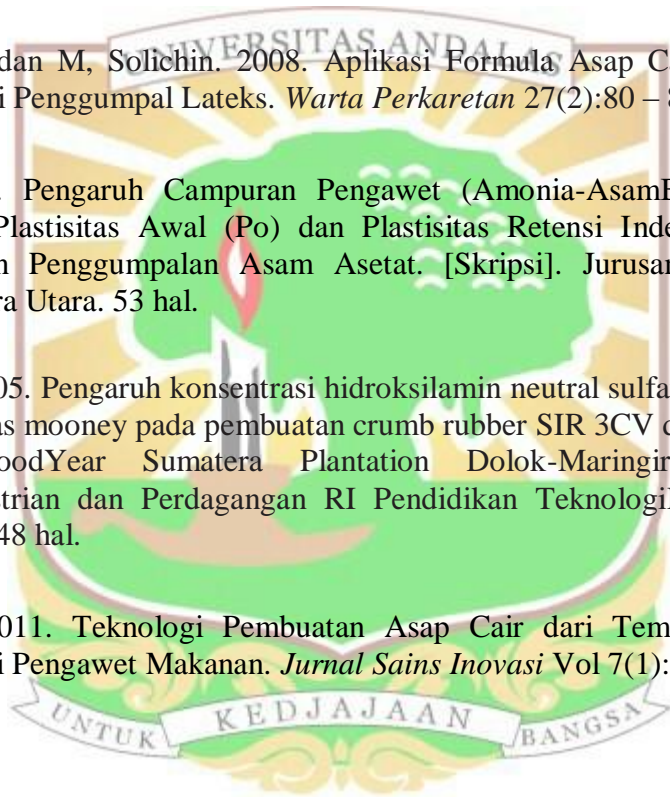 UNIVERSITAS ANDALAS
dan M, Solichin. 2008. Aplikasi Formula Asap C
i Penggumpal Lateks. Warta Perkaretan 27(2):80 –
. Pengaruh Campuran Pengawet (Amonia-AsamB
Plastisitas Awal (Po) dan Plastisitas Retensi Inde
n Penggumpalan Asam Asetat. [Skripsi]. Jurusan
ra Utara. 53 hal.
05. Pengaruh konsentrasi hidroksilamin neutral sulfa
as mooney pada pembuatan crumb rubber SIR 3CV d
oodYear Sumatera Plantation Dolok-Maringir
strian dan Perdagangan RI Pendidikan Teknologi
48 hal.
011. Teknologi Pembuatan Asap Cair dari Tem
i Pengawet Makanan. Jurnal Sains Inovasi Vol 7(1):
UNTUK KEDJAJAAN BANGSA